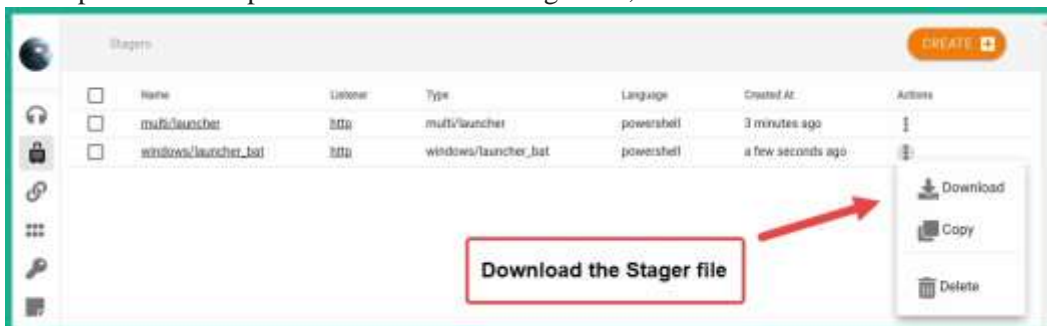 Stagers
CREATE
Name Listener Type Language Created At Actions
multi/launcher http multi/launcher powershell 3 minutes ago
windows/launcher_bat http windows/launcher_bat powershell a few seconds ago
Download
Copy
Download the Stager file
Delete